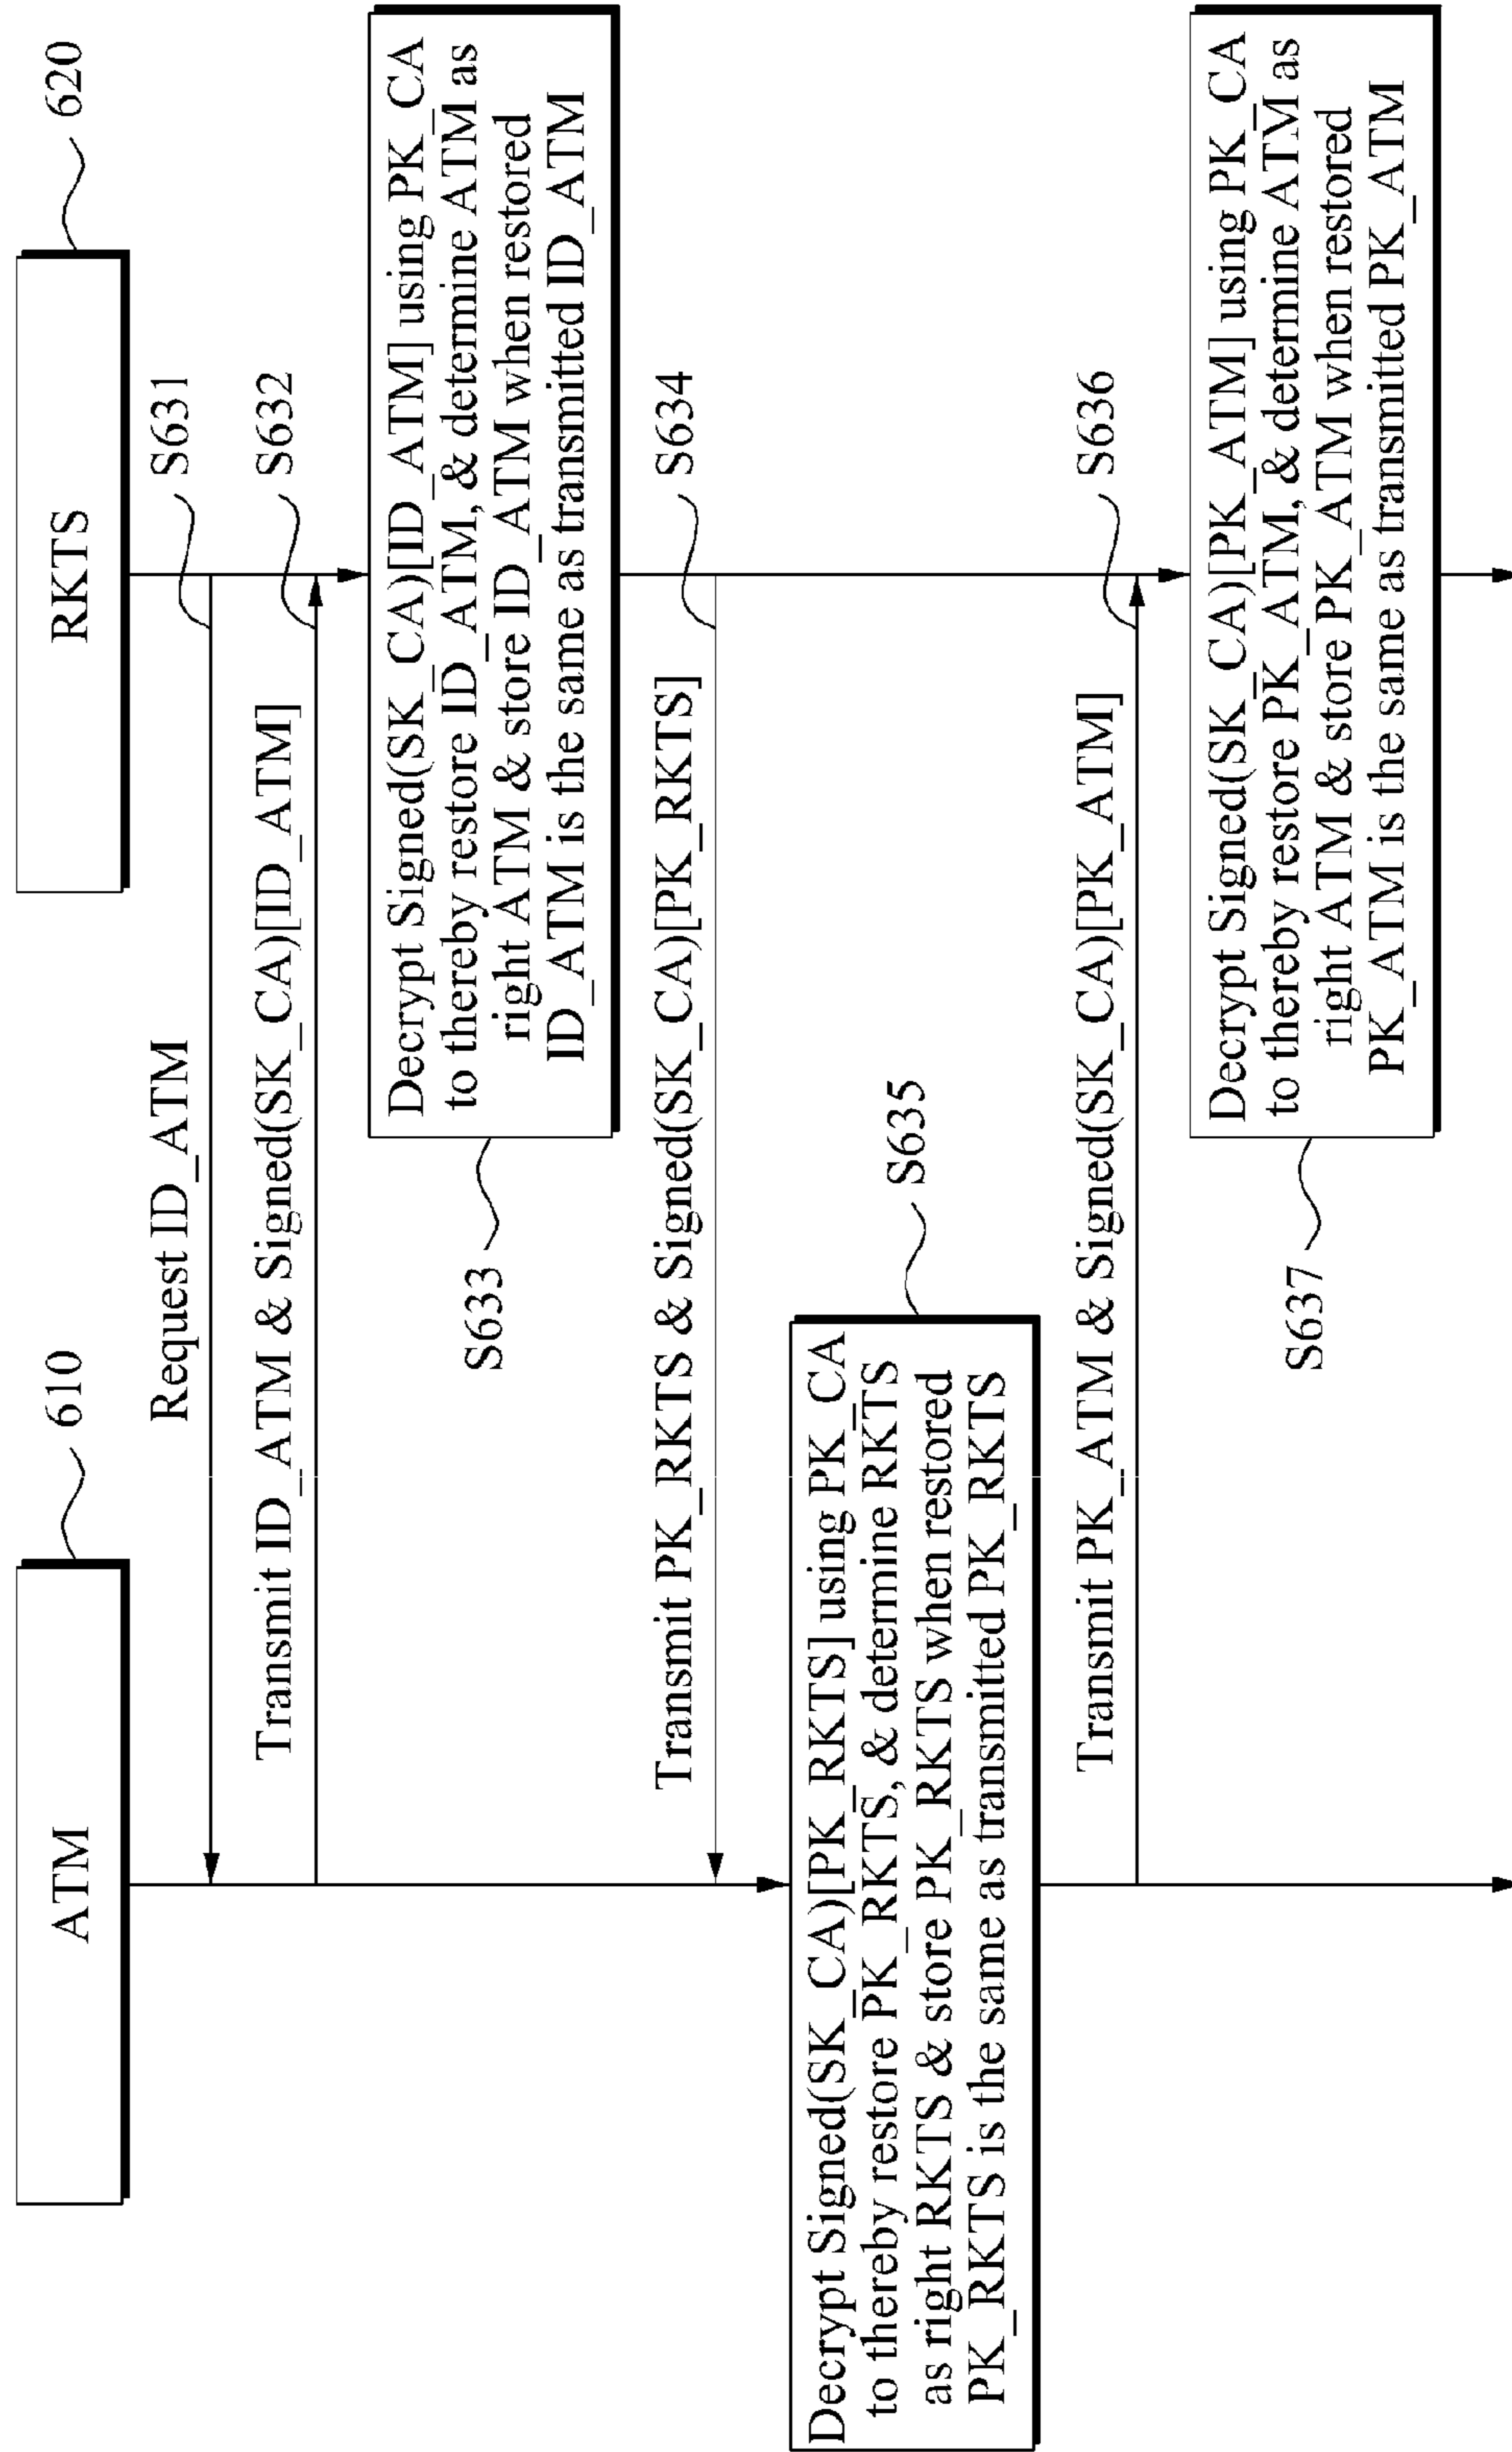 ATM
610
RKTS
620
Request ID_ATM
S631
Transmit ID_ATM & Signed(SK_CA)[ID_ATM]
S632
S633
Decrypt Signed(SK_CA)[ID_ATM] using PK_CA
to thereby restore ID_ATM, & determine ATM as
right ATM & store ID_ATM when restored
ID_ATM is the same as transmitted ID_ATM
Transmit PK_RKTS & Signed(SK_CA)[PK_RKTS]
S634
Decrypt Signed(SK_CA)[PK_RKTS] using PK_CA
to thereby restore PK_RKTS, & determine RKTS
as right RKTS & store PK_RKTS when restored
PK_RKTS is the same as transmitted PK_RKTS
S635
Transmit PK_ATM & Signed(SK_CA)[PK_ATM]
S636
S637
Decrypt Signed(SK_CA)[PK_ATM] using PK_CA
to thereby restore PK_ATM, & determine ATM as
right ATM & store PK_ATM when restored
PK_ATM is the same as transmitted PK_ATM